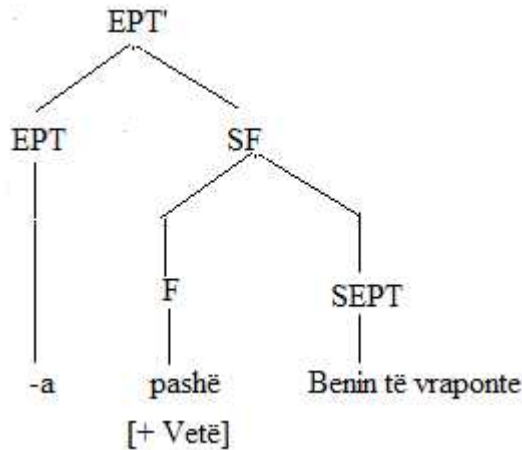 EPT'
EPT SF
F SEPT
-a pashë Benin të vraponte
[+ Vetë]